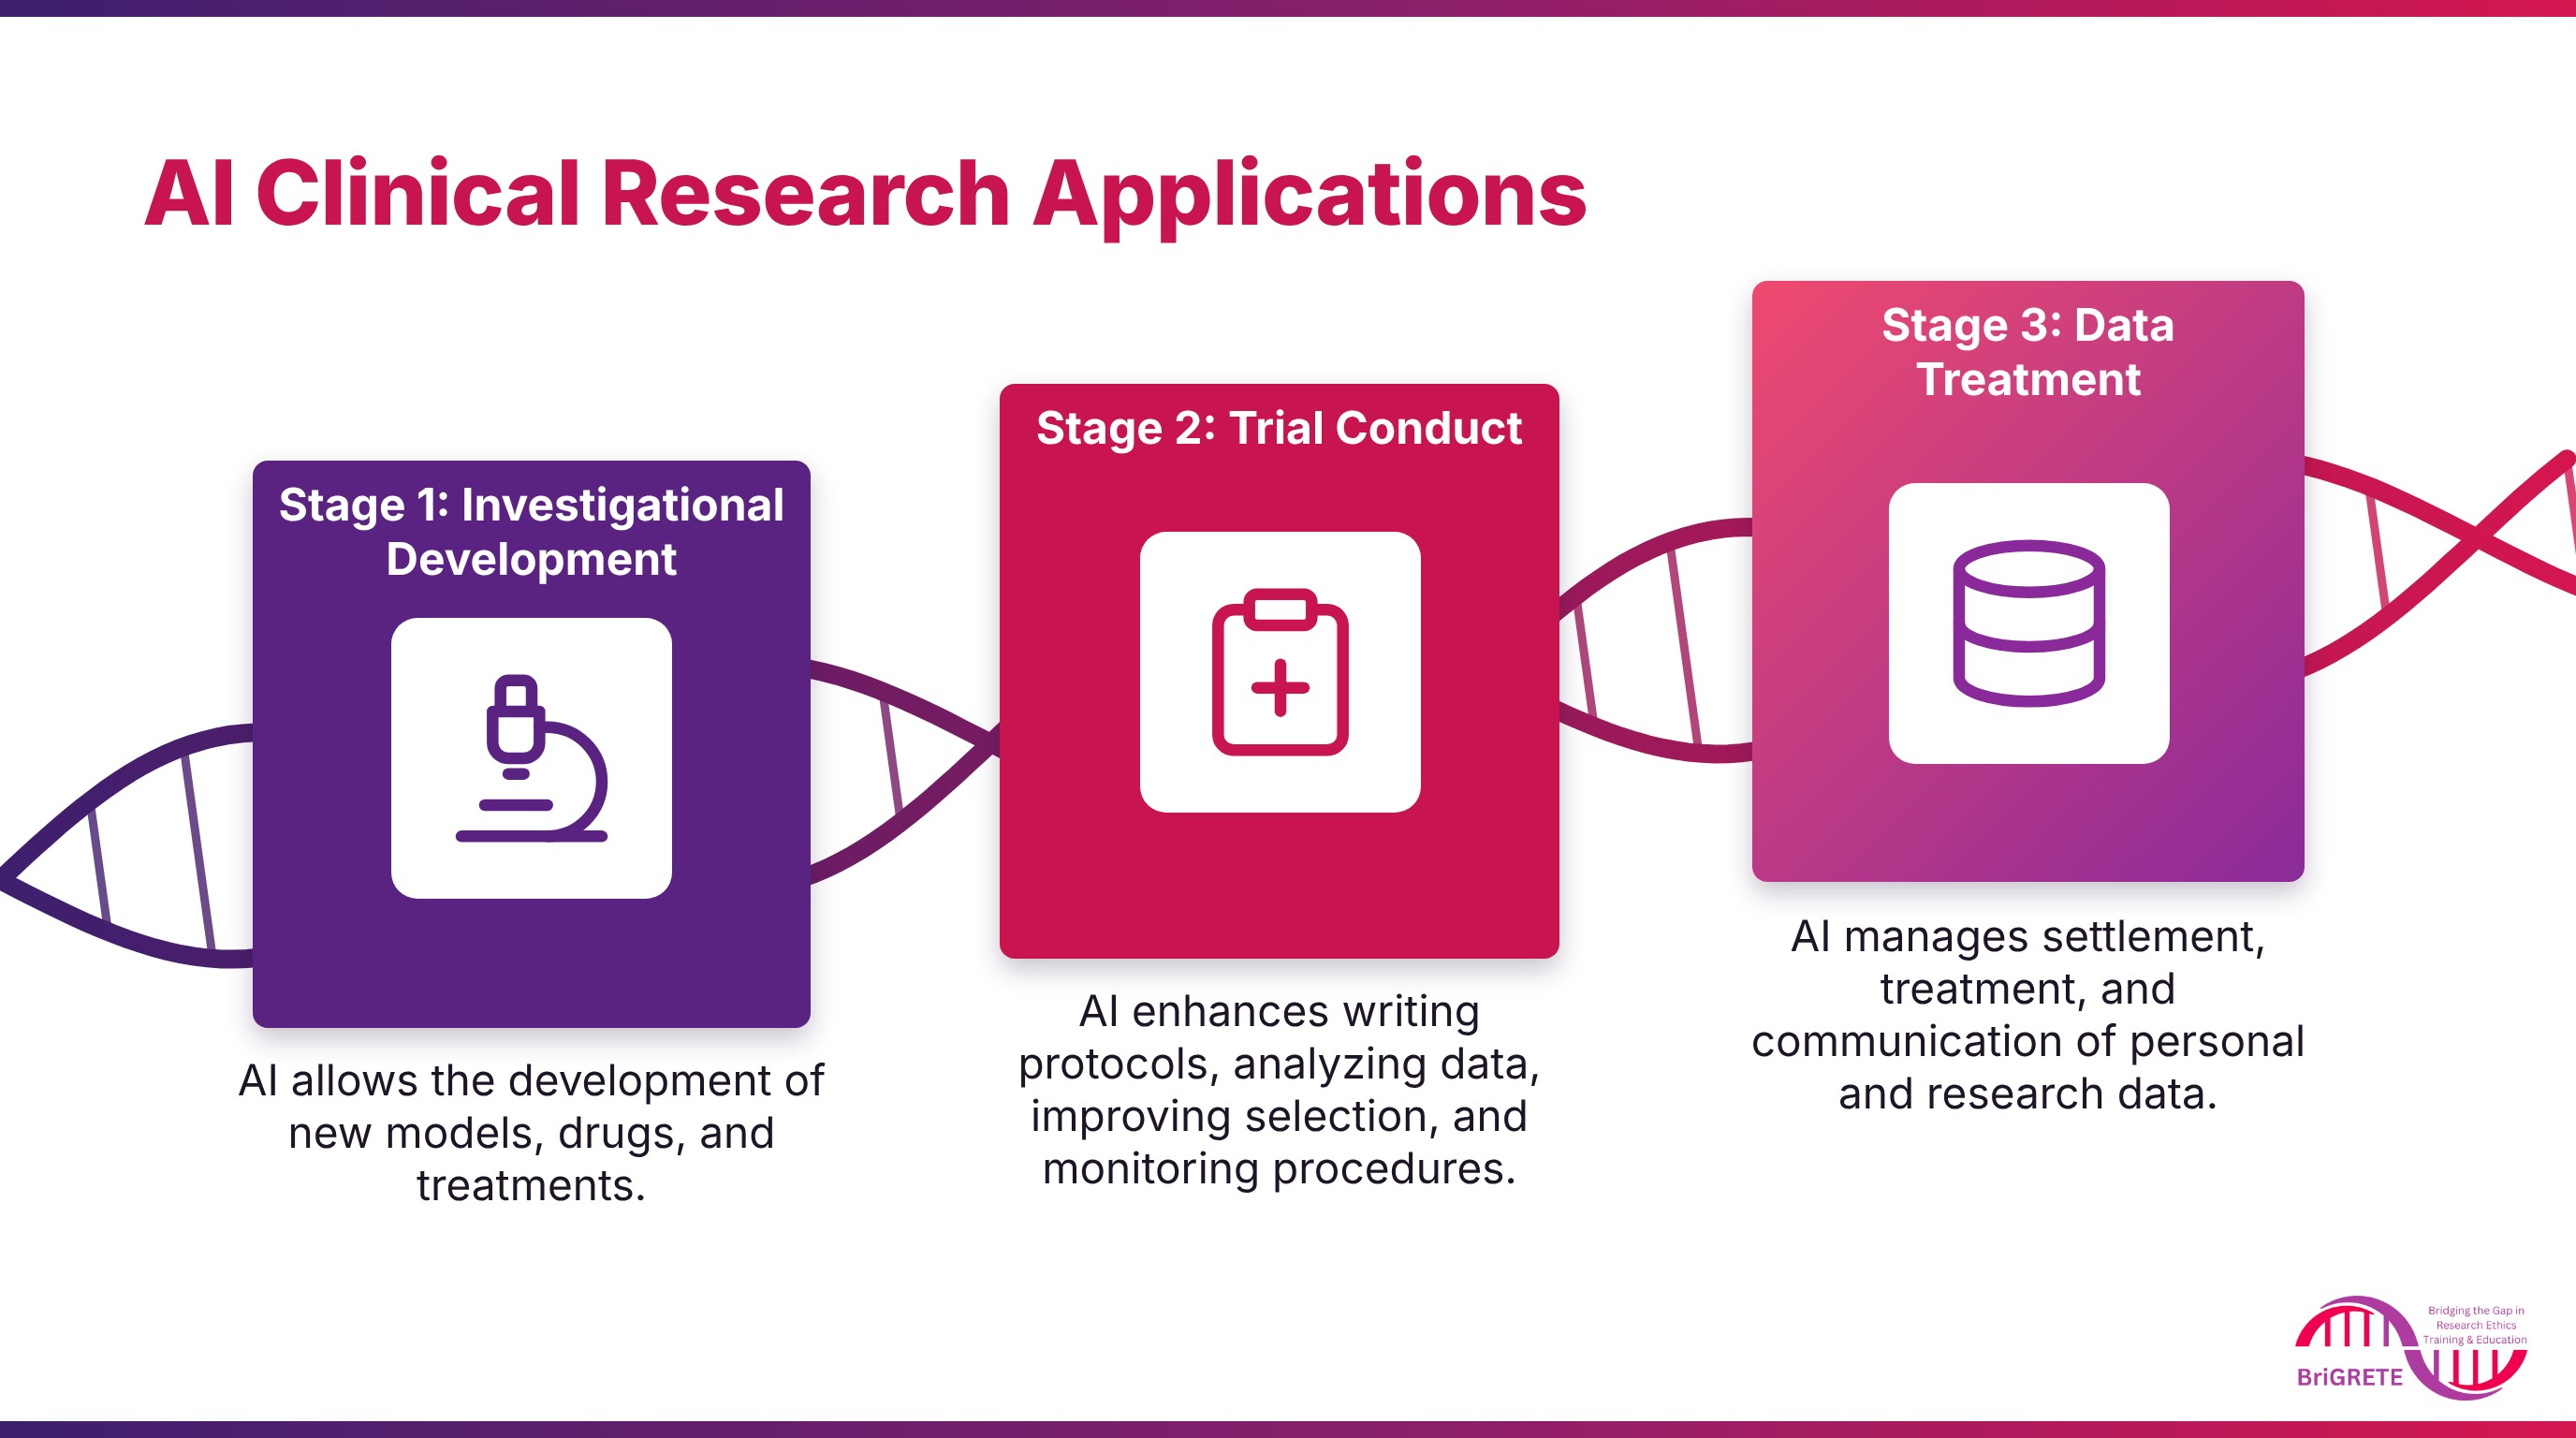 AI Clinical Research Applications
Stage 1: Investigational
Development
AI allows the development of
new models, drugs, and
treatments.
Stage 2: Trial Conduct
AI enhances writing
protocols, analyzing data,
improving selection, and
monitoring procedures.
Stage 3: Data
Treatment
AI manages settlement,
treatment, and
communication of personal
and research data.
Bridging the Gap in
Research Ethics
Training & Education
BriGRETE